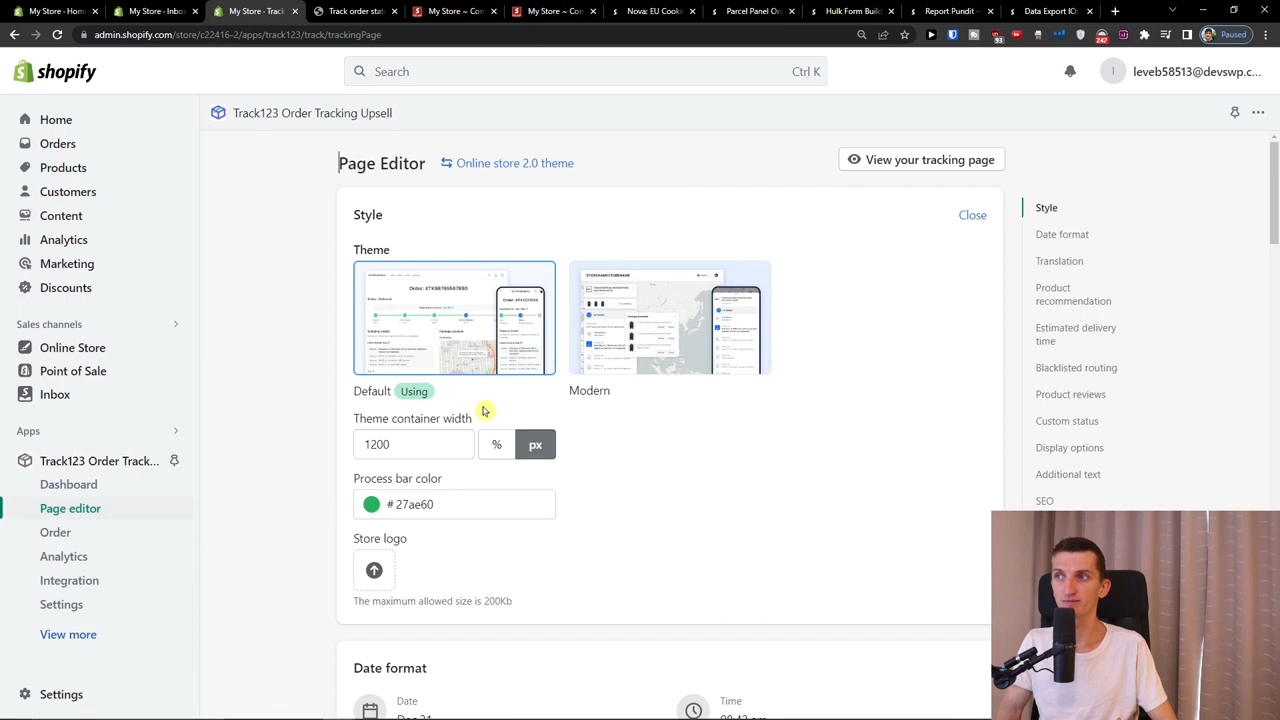 My Store · Home ·
My Store · Inbox
My Store · Track
Track order stat
My Store ~ Con
My Store ~ Con
Nova: EU Cooki
Parcel Panel Or
Hulk Form Buil
Report Pundit –
Data Export IO:
admin.shopify.com/store/c22416-2/apps/track123/track/trackingPage
93
247
Paused
shopify
Search
Ctrl K
I
leveb58513@devswp.c...
Home
Orders
Products
Customers
Content
Analytics
Marketing
Discounts
Sales channels
Online Store
Point of Sale
Inbox
Apps
Track123 Order Track...
Dashboard
Page editor
Order
Analytics
Integration
Settings
View more
Settings
Track123 Order Tracking Upsell
Page Editor
Online store 2.0 theme
View your tracking page
Style
Close
Theme
Default
Using
Modern
Theme container width
1200
%
px
Process bar color
# 27ae60
Store logo
The maximum allowed size is 200Kb
Date format
Date
Time
Style
Date format
Translation
Product
recommendation
Estimated delivery
time
Blacklisted routing
Product reviews
Custom status
Display options
Additional text
SEO